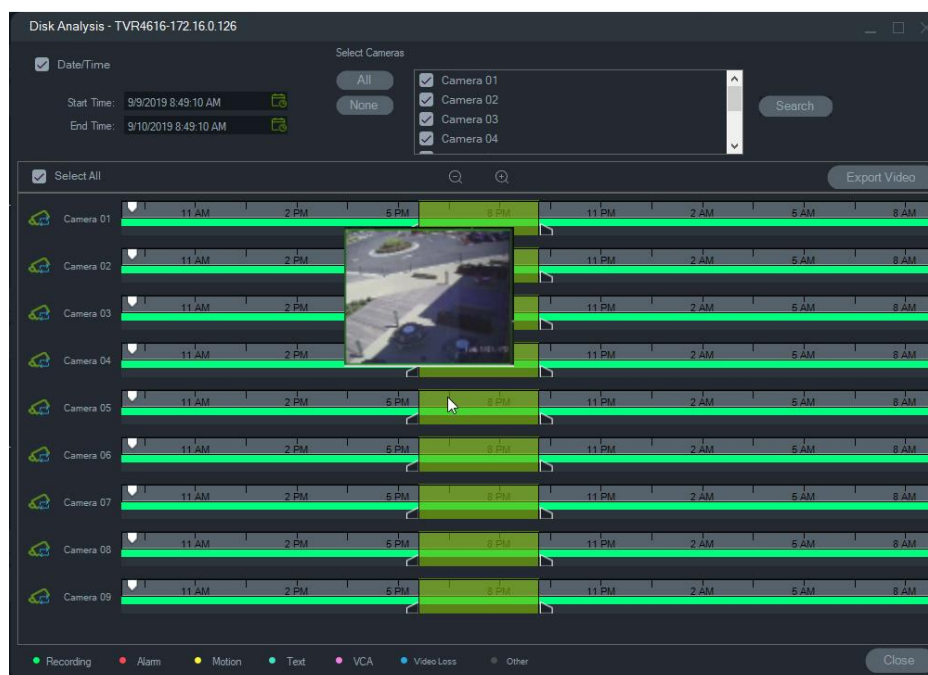 Disk Analysis - TVR4616-172.16.0.126
Date/Time
Start Time: 9/9/2019 8:49:10 AM
End Time: 9/10/2019 8:49:10 AM
Select Cameras
All
None
Camera 01
Camera 02
Camera 03
Camera 04
Search
Select All
Export Video
Camera 01 11 AM 2 PM 5 PM 8 PM 11 PM 2 AM 5 AM 8 AM
Camera 02 11 AM 2 PM 11 PM 2 AM 5 AM 8 AM
Camera 03 11 AM 2 PM 11 PM 2 AM 5 AM 8 AM
Camera 04 11 AM 2 PM 11 PM 2 AM 5 AM 8 AM
Camera 05 11 AM 2 PM 5 PM 8 PM 11 PM 2 AM 5 AM 8 AM
Camera 06 11 AM 2 PM 5 PM 8 PM 11 PM 2 AM 5 AM 8 AM
Camera 07 11 AM 2 PM 5 PM 8 PM 11 PM 2 AM 5 AM 8 AM
Camera 08 11 AM 2 PM 5 PM 8 PM 11 PM 2 AM 5 AM 8 AM
Camera 09 11 AM 2 PM 5 PM 8 PM 11 PM 2 AM 5 AM 8 AM
Recording Alarm Motion Text VCA Video Loss Other
Close